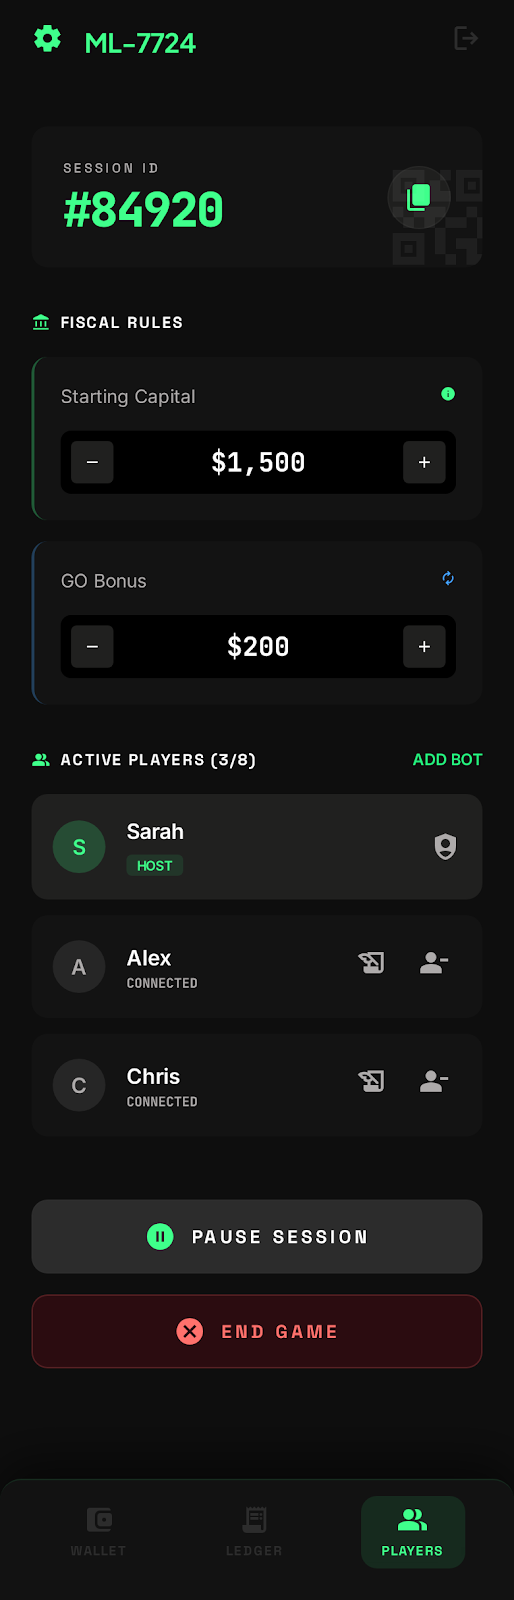 ML-7724
SESSION ID
#84920
FISCAL RULES
Starting Capital
− $1,500 +
GO Bonus
− $200 +
ACTIVE PLAYERS (3/8) ADD BOT
S Sarah
HOST
A Alex
CONNECTED
C Chris
CONNECTED
PAUSE SESSION
END GAME
WALLET LEDGER PLAYERS